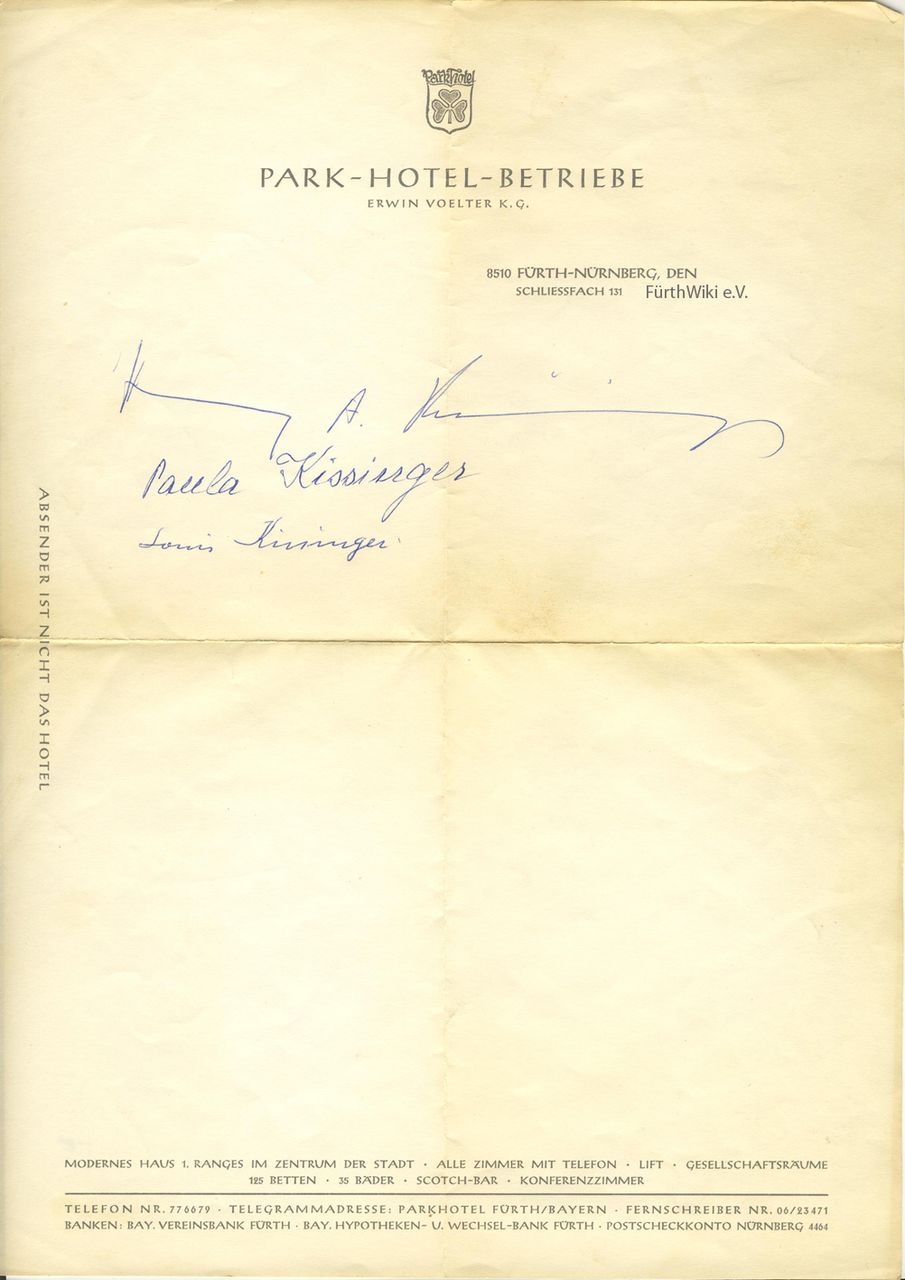 ParkHotel
PARK-HOTEL-BETRIEBE
ERWIN VOELTER K.G.
8510 FÜRTH-NÜRNBERG, DEN
SCHLIESSFACH 131 FürthWiki e.V.
A.
Paula Kissinger
Louis Kissinger
ABSENDER IST NICHT DAS HOTEL
MODERNES HAUS 1. RANGES IM ZENTRUM DER STADT · ALLE ZIMMER MIT TELEFON · LIFT · GESELLSCHAFTSRÄUME
125 BETTEN · 35 BÄDER · SCOTCH-BAR · KONFERENZZIMMER
TELEFON NR. 776679 · TELEGRAMMADRESSE: PARKHOTEL FÜRTH/BAYERN · FERNSCHREIBER NR. 06/23471
BANKEN: BAY. VEREINSBANK FÜRTH · BAY. HYPOTHEKEN- U. WECHSEL-BANK FÜRTH · POSTSCHECKKONTO NÜRNBERG 4464